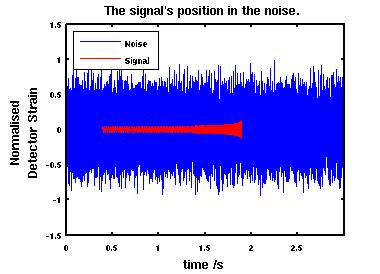 The signal's position in the noise.
1.5
Noise
Signal
1
0.5
0
-0.5
-1
-1.5
Normalised
Detector Strain
0 0.5 1 1.5 2 2.5
time /s